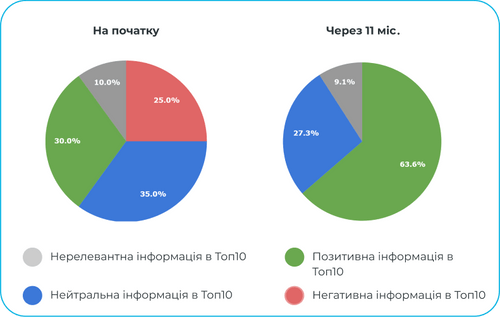 На початку
Через 11 міс.
10.0%
25.0%
30.0%
35.0%
9.1%
27.3%
63.6%
Нерелевантна інформація в Топ10
Позитивна інформація в
Топ10
Нейтральна інформація в Топ10
Негативна інформація в Топ10